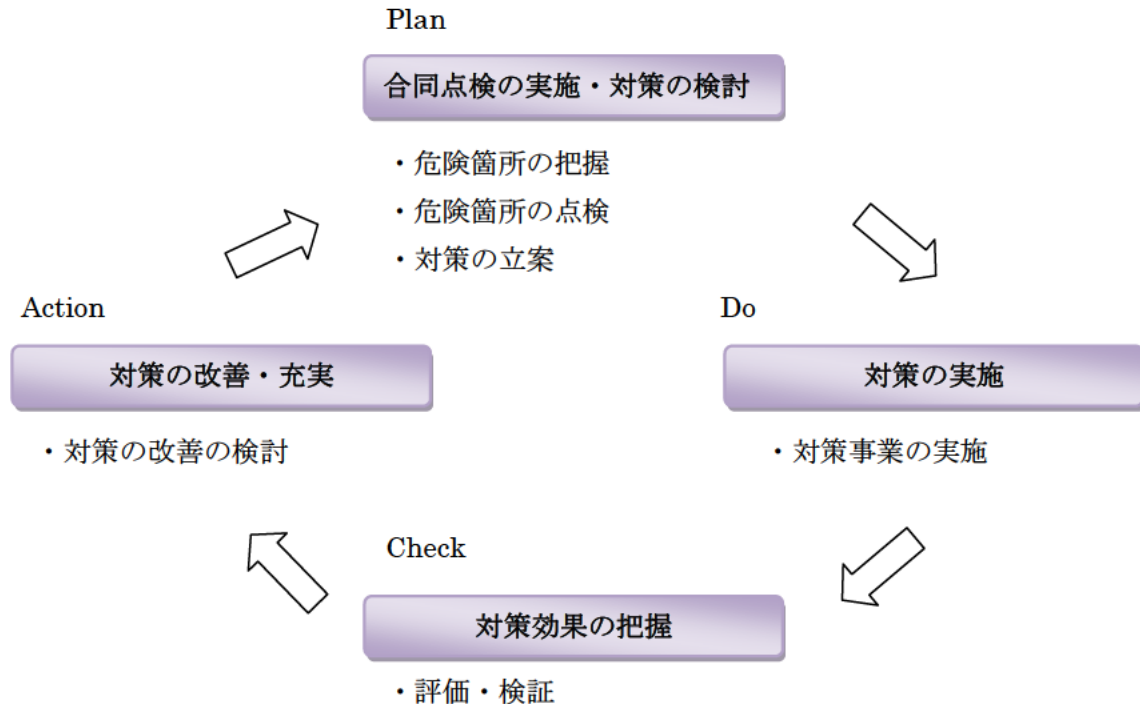 Plan
合同点検の実施・対策の検討
・危険箇所の把握
・危険箇所の点検
・対策の立案
Action
対策の改善・充実
・対策の改善の検討
Do
対策の実施
・対策事業の実施
Check
対策効果の把握
・評価・検証